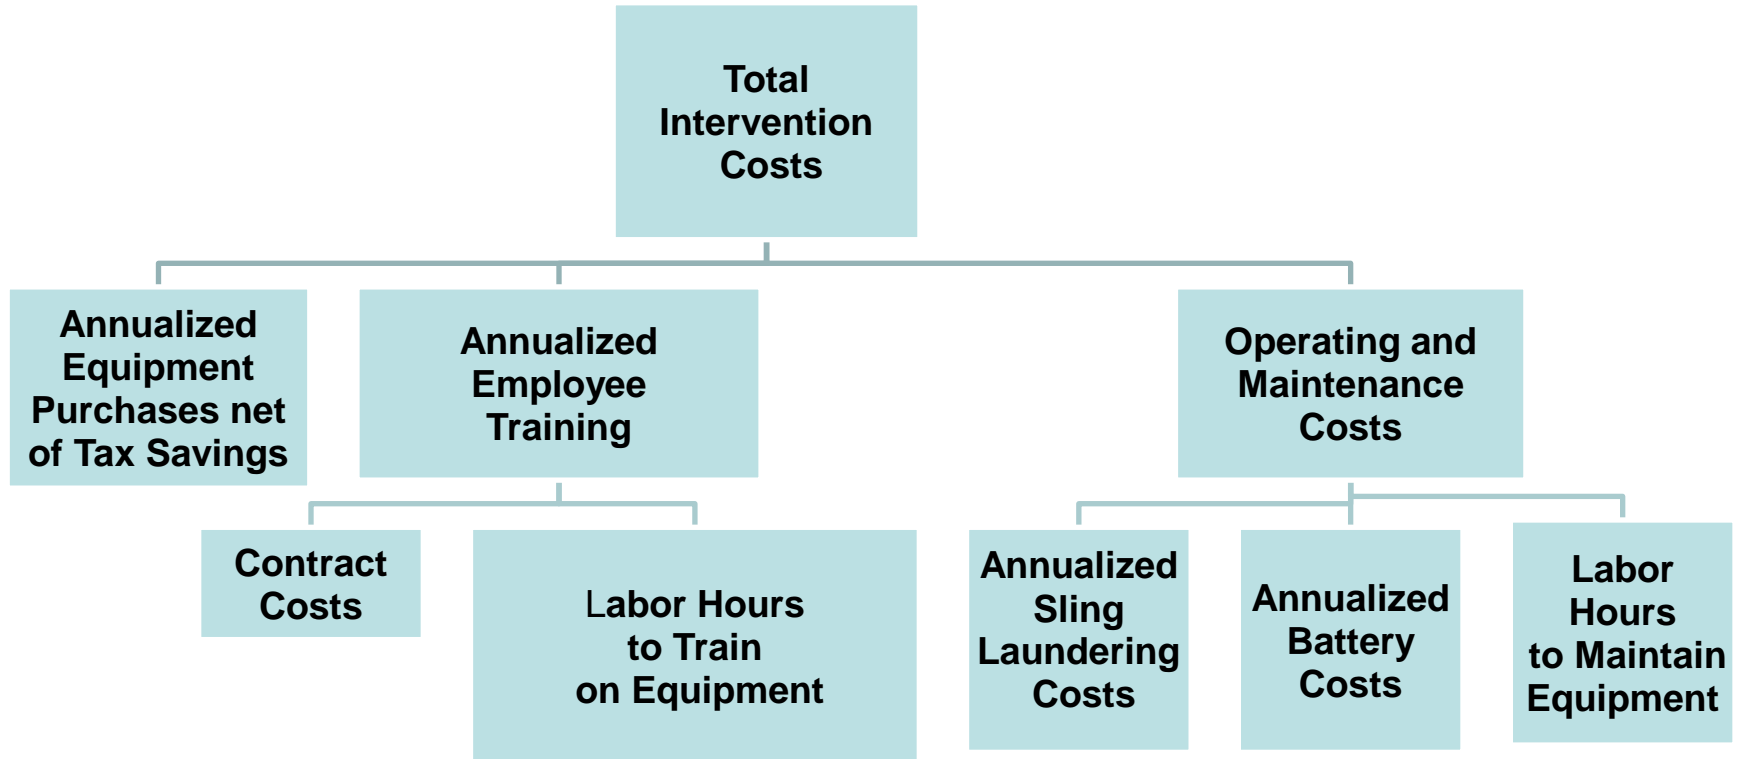 Total
Intervention
Costs
Annualized
Equipment
Purchases net
of Tax Savings
Annualized
Employee
Training
Operating and
Maintenance
Costs
Contract
Costs
Labor Hours
to Train
on Equipment
Annualized
Sling
Laundering
Costs
Annualized
Battery
Costs
Labor
Hours
to Maintain
Equipment